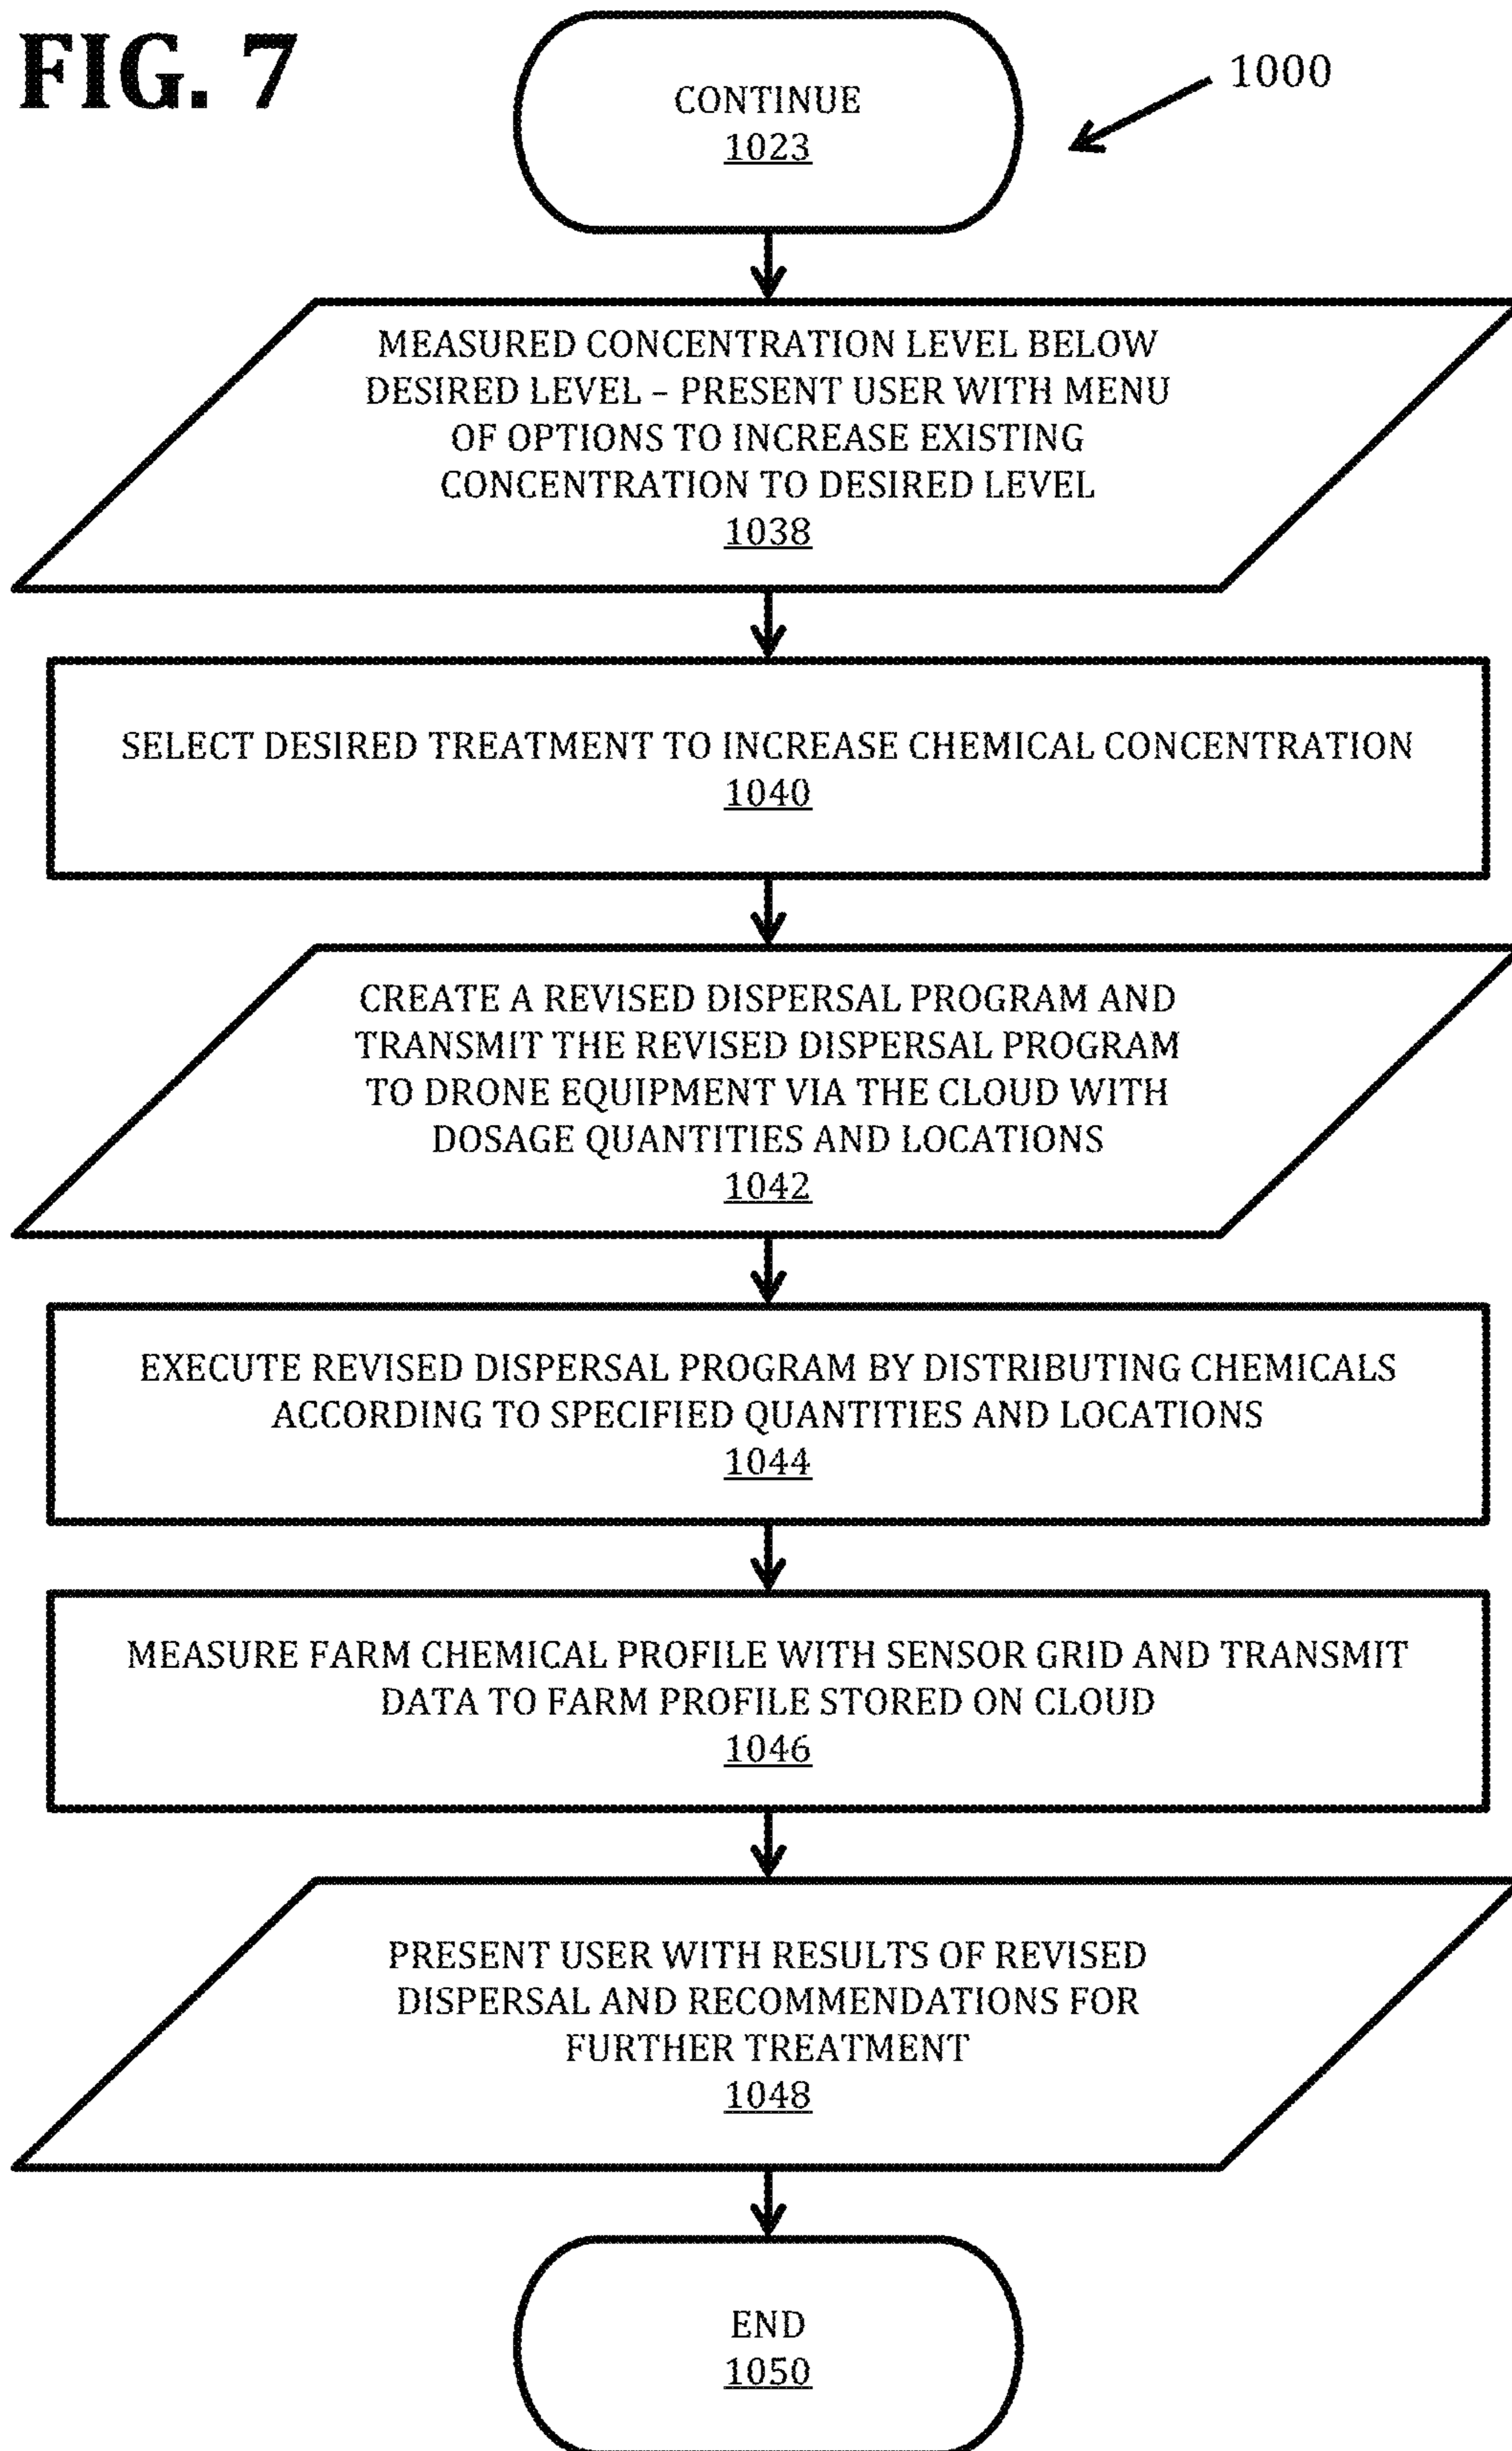 FIG. 7
1000
CONTINUE
1023
MEASURED CONCENTRATION LEVEL BELOW
DESIRED LEVEL – PRESENT USER WITH MENU
OF OPTIONS TO INCREASE EXISTING
CONCENTRATION TO DESIRED LEVEL
1038
SELECT DESIRED TREATMENT TO INCREASE CHEMICAL CONCENTRATION
1040
CREATE A REVISED DISPERSAL PROGRAM AND
TRANSMIT THE REVISED DISPERSAL PROGRAM
TO DRONE EQUIPMENT VIA THE CLOUD WITH
DOSAGE QUANTITIES AND LOCATIONS
1042
EXECUTE REVISED DISPERSAL PROGRAM BY DISTRIBUTING CHEMICALS
ACCORDING TO SPECIFIED QUANTITIES AND LOCATIONS
1044
MEASURE FARM CHEMICAL PROFILE WITH SENSOR GRID AND TRANSMIT
DATA TO FARM PROFILE STORED ON CLOUD
1046
PRESENT USER WITH RESULTS OF REVISED
DISPERSAL AND RECOMMENDATIONS FOR
FURTHER TREATMENT
1048
END
1050